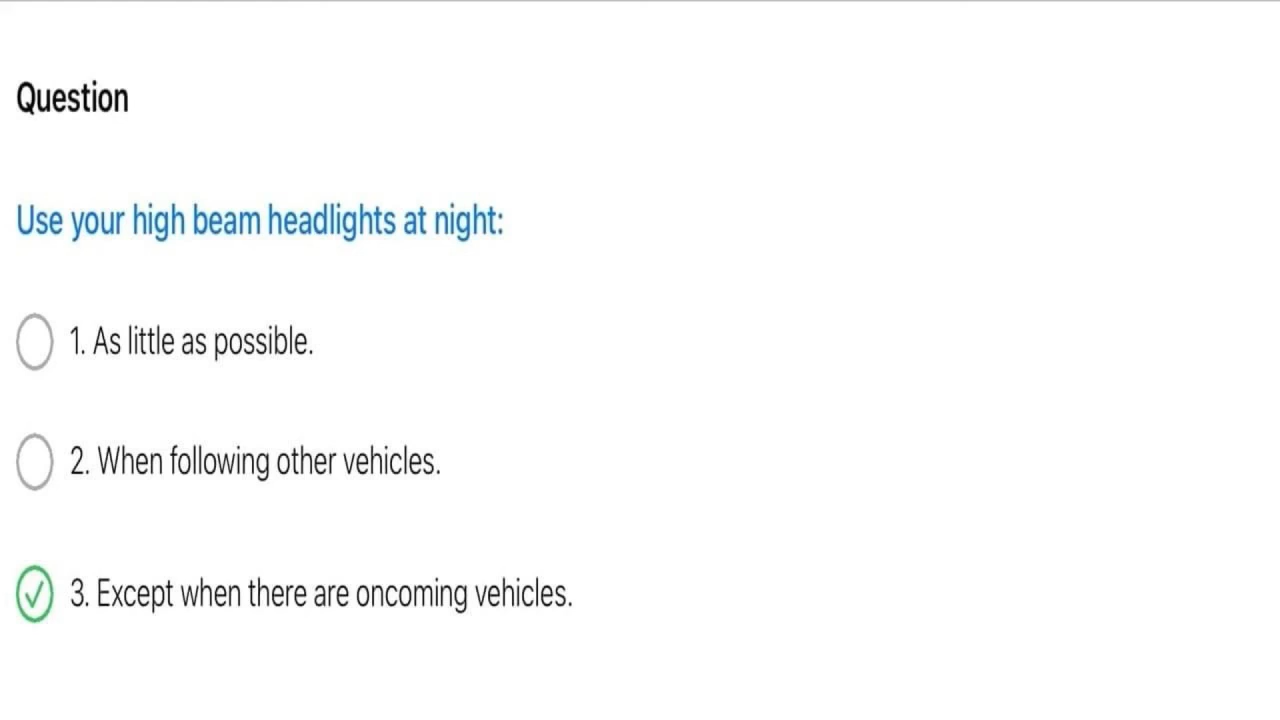 Question
Use your high beam headlights at night:
1. As little as possible.
2. When following other vehicles.
3. Except when there are oncoming vehicles.